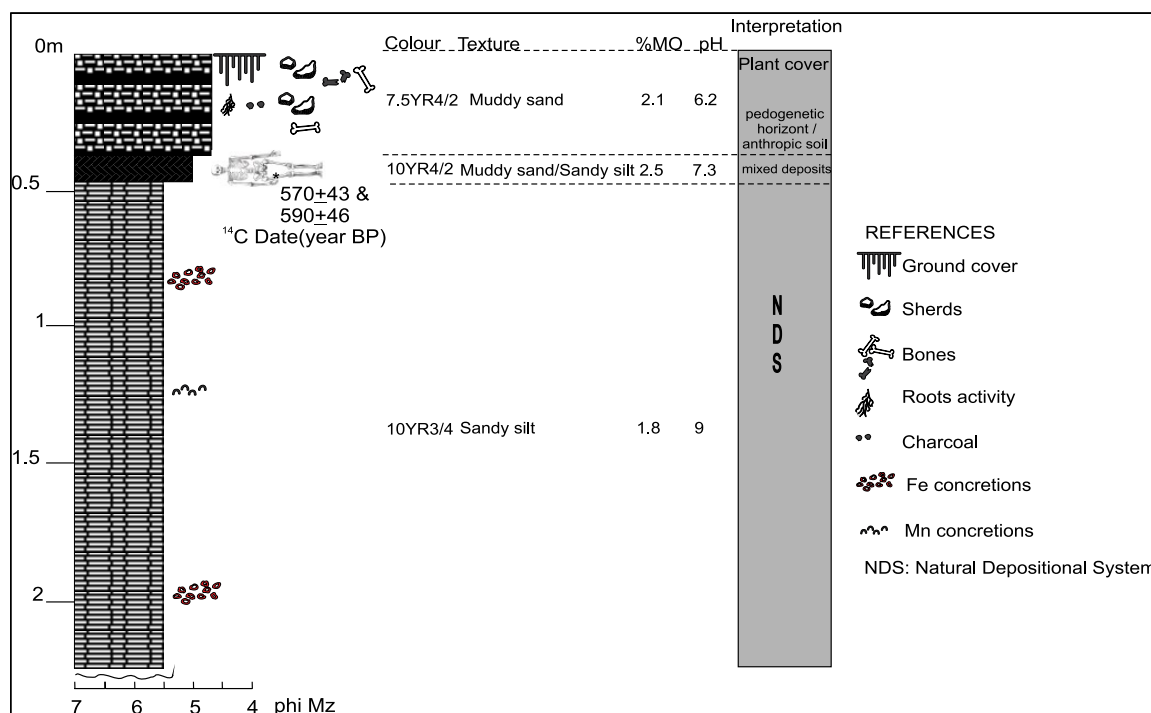 Interpretation
Colour Texture %MO pH
0m
Plant cover
7.5YR4/2 Muddy sand 2.1 6.2
pedogenetic
horizont /
anthropic soil
10YR4/2 Muddy sand/Sandy silt 2.5 7.3
mixed deposits
0.5
570±43 &
590±46
14C Date(year BP)
1
N
D
S
10YR3/4 Sandy silt 1.8 9
1.5
2
7 6 5 4 phi Mz
REFERENCES
Ground cover
Sherds
Bones
Roots activity
Charcoal
Fe concretions
Mn concretions
NDS: Natural Depositional System